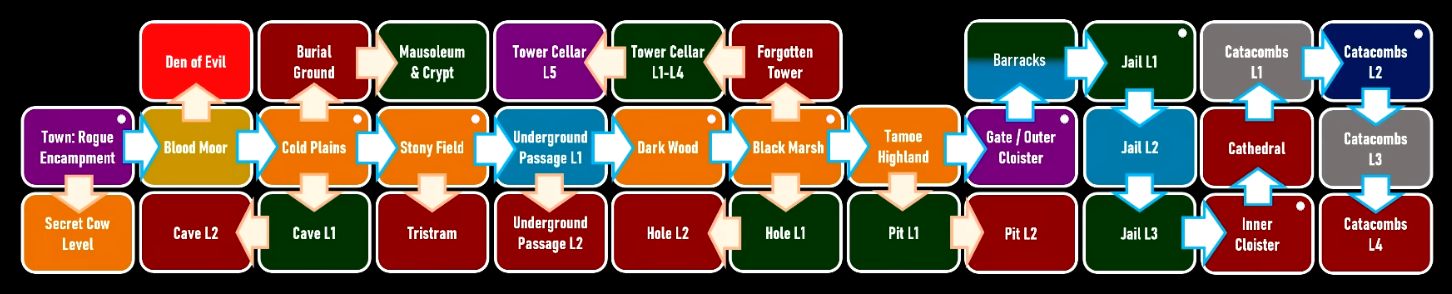 Den of Evil
Burial
Ground
Mausoleum
& Crypt
Tower Cellar
L5
Tower Cellar
L1-L4
Forgotten
Tower
Barracks
Jail L1
Catacombs
L1
Catacombs
L2
Town: Rogue
Encampment
Blood Moor
Cold Plains
Stony Field
Underground
Passage L1
Dark Wood
Black Marsh
Tamoe
Highland
Gate / Outer
Cloister
Jail L2
Cathedral
Catacombs
L3
Secret Cow
Level
Cave L2
Cave L1
Tristram
Underground
Passage L2
Hole L2
Hole L1
Pit L1
Pit L2
Jail L3
Inner
Cloister
Catacombs
L4